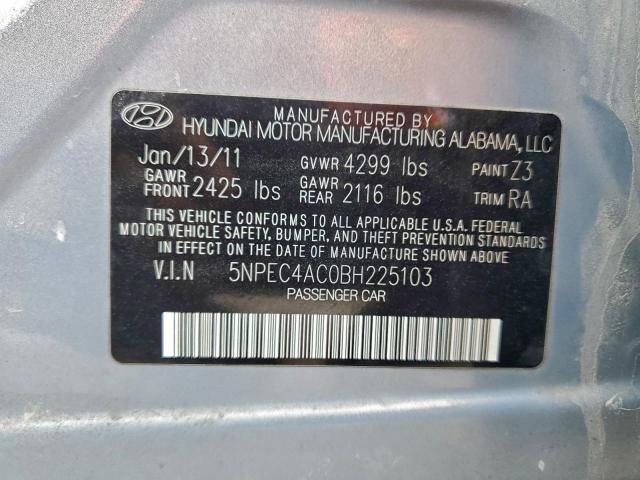 MANUFACTURED BY
HYUNDAI MOTOR MANUFACTURING ALABAMA, LLC
Jan/13/11 GVWR 4299 lbs PAINT Z3
GAWR FRONT 2425 lbs GAWR REAR 2116 lbs TRIM RA
THIS VEHICLE CONFORMS TO ALL APPLICABLE U.S.A. FEDERAL
MOTOR VEHICLE SAFETY, BUMPER, AND THEFT PREVENTION STANDARDS
IN EFFECT ON THE DATE OF MANUFACTURE SHOWN ABOVE
V.I.N 5NPEC4AC0BH225103
PASSENGER CAR